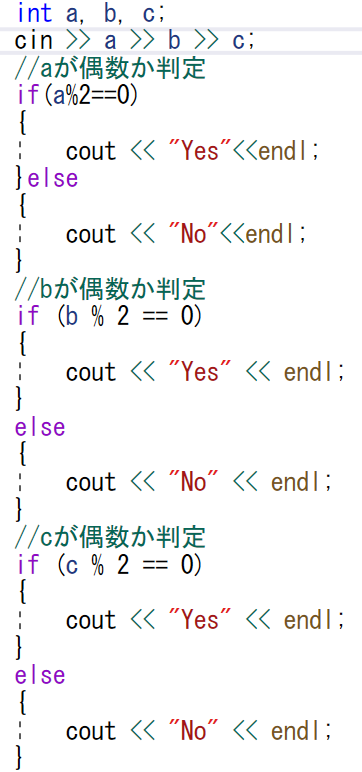 int a, b, c;
cin >> a >> b >> c;
//aが偶数か判定
if(a%2==0)
{
    cout << "Yes"<<endl;
}else
{
    cout << "No"<<endl;
}
//bが偶数か判定
if (b % 2 == 0)
{
    cout << "Yes" << endl;
}
else
{
    cout << "No" << endl;
}
//cが偶数か判定
if (c % 2 == 0)
{
    cout << "Yes" << endl;
}
else
{
    cout << "No" << endl;
}